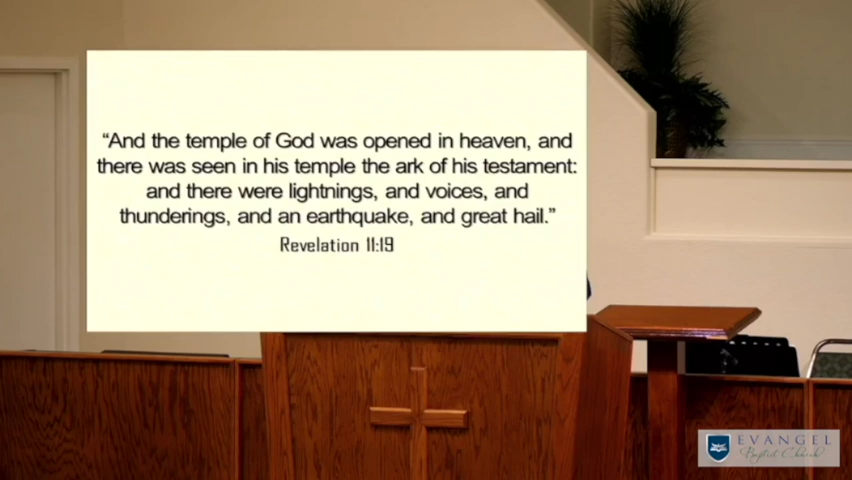 “And the temple of God was opened in heaven, and
there was seen in his temple the ark of his testament:
and there were lightnings, and voices, and
thunderings, and an earthquake, and great hail.”
Revelation 11:19
EVANGEL
Baptist Church